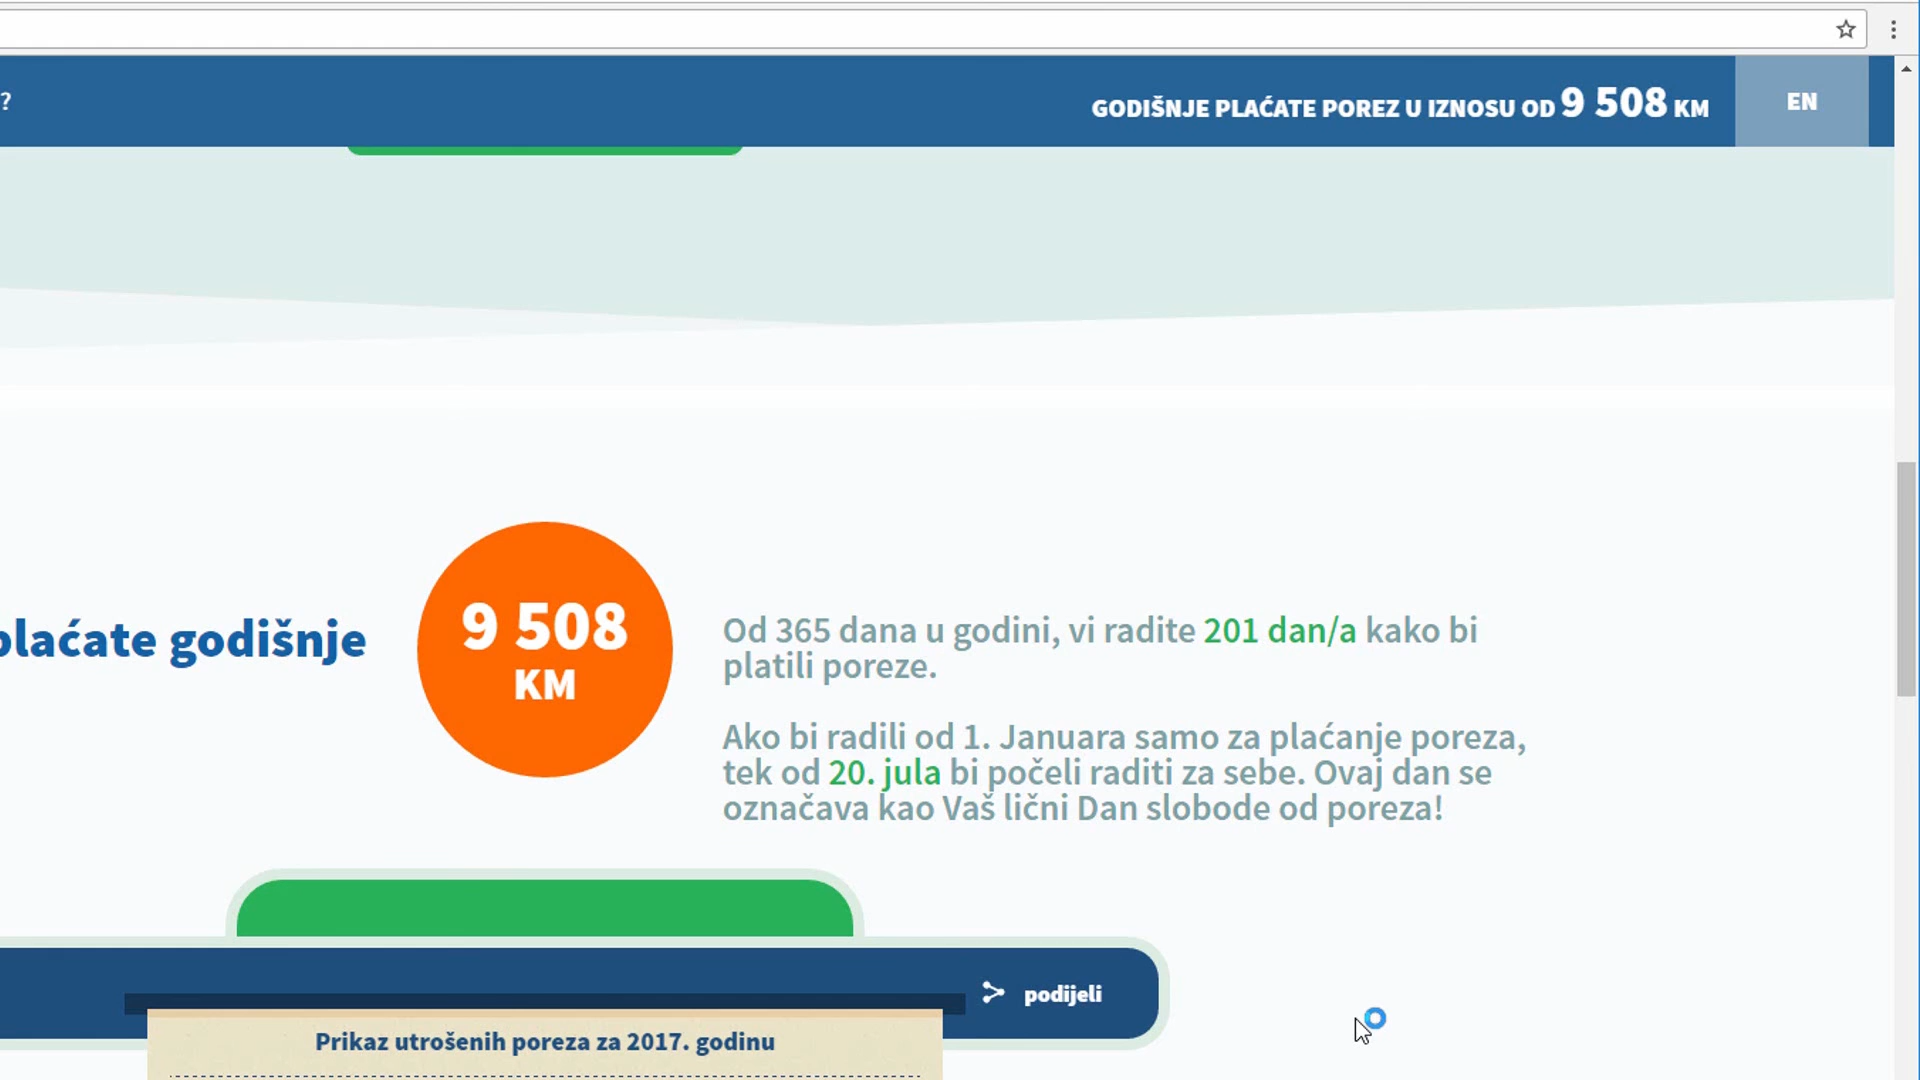 ?
GODIŠNJE PLAĆATE POREZ U IZNOSU OD 9 508 KM
EN
plaćate godišnje
9 508
KM
Od 365 dana u godini, vi radite 201 dan/a kako bi
platili poreze.
Ako bi radili od 1. Januara samo za plaćanje poreza,
tek od 20. jula bi počeli raditi za sebe. Ovaj dan se
označava kao Vaš lični Dan slobode od poreza!
podijeli
Prikaz utrošenih poreza za 2017. godinu